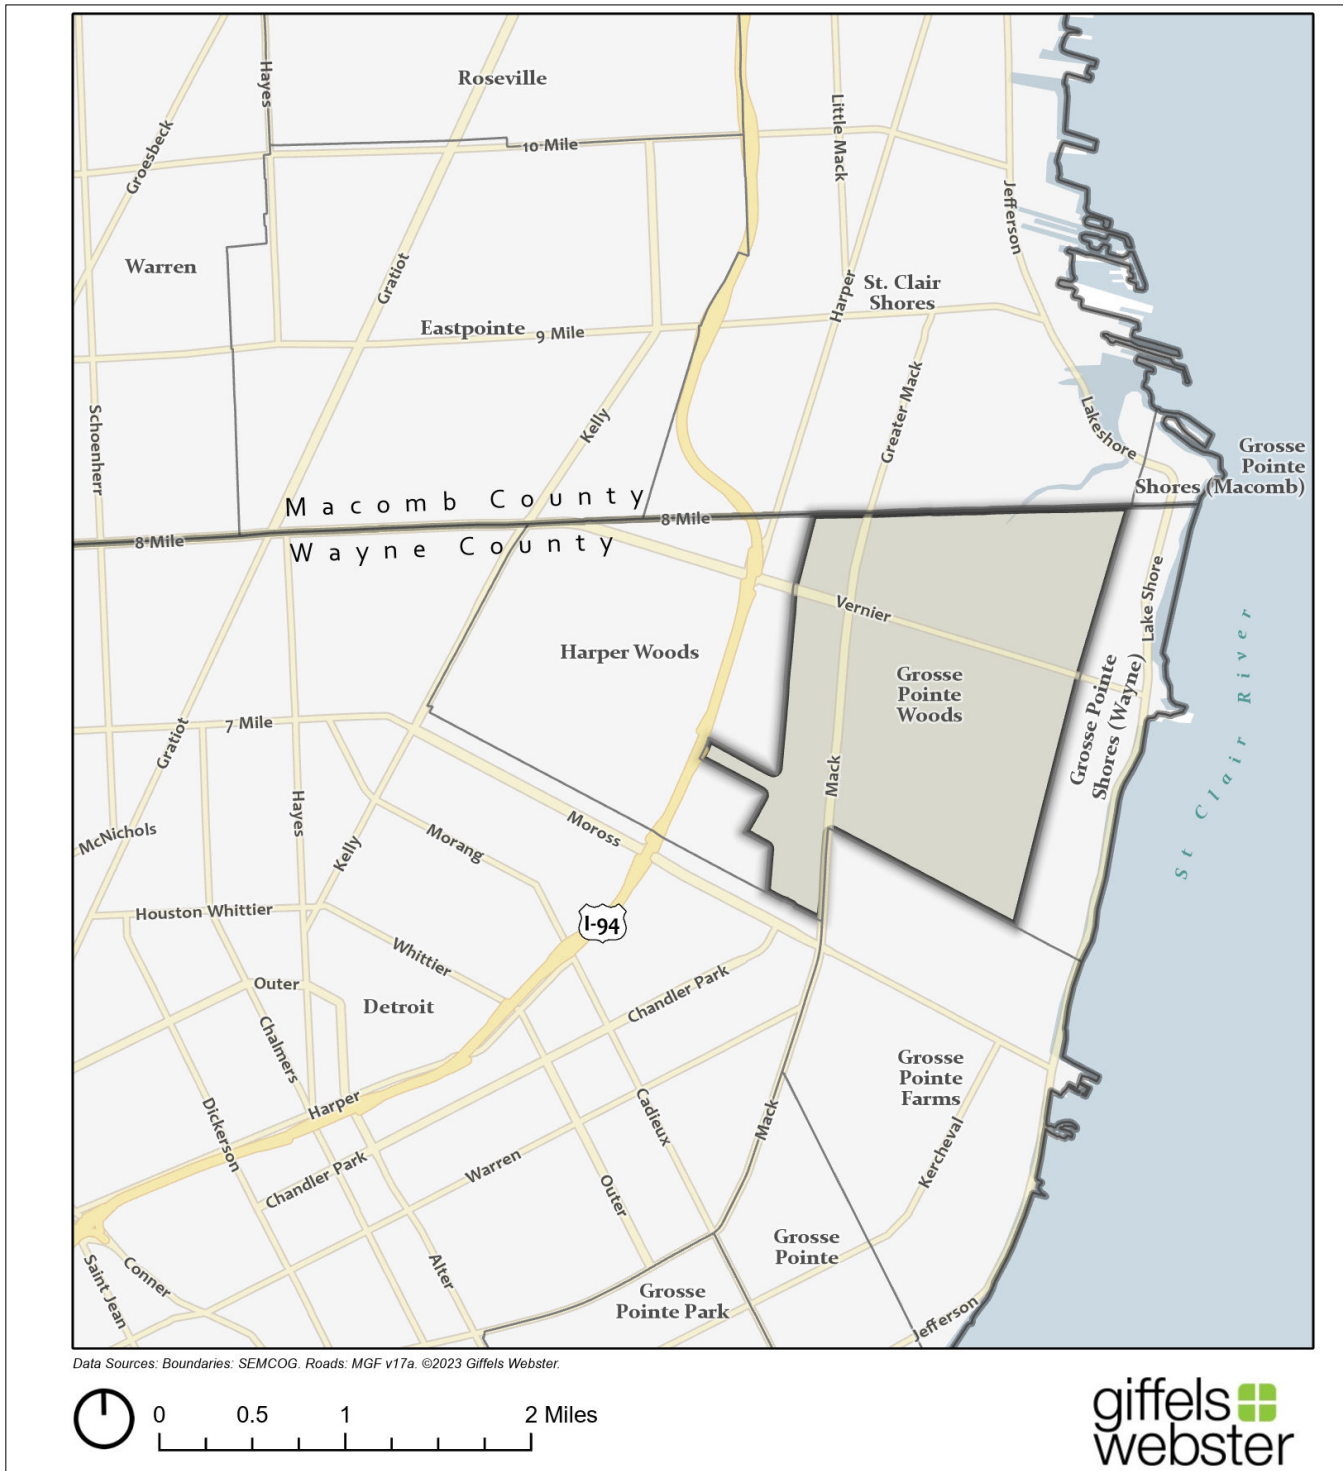 Roseville
Hayes
Groesbeck
10 Mile
Little Mack
Jefferson
Warren
Gratiot
Harper
St. Clair
Shores
Eastpointe
9 Mile
Schoenherr
Kelly
Greater Mack
Lakeshore
Grosse
Pointe
Shores (Macomb)
Macomb County
8 Mile
8 Mile
Wayne County
Vernier
Lake Shore
Harper Woods
Grosse
Pointe
Woods
Grosse Pointe
Shores (Wayne)
St Clair River
7 Mile
Gratiot
Mack
Hayes
McNichols
Kelly
Morang
Moross
Houston Whittier
I-94
Whittier
Outer
Detroit
Chandler Park
Chalmers
Grosse
Pointe
Farms
Harper
Dickerson
Cadieux
Mack
Kercheval
Chandler Park
Warren
Outer
Grosse
Pointe
Saint Jean
Conner
Alter
Grosse
Pointe Park
Jefferson
Data Sources: Boundaries: SEMCOG. Roads: MGF v17a. ©2023 Giffels Webster.
0 0.5 1 2 Miles
giffels
webster